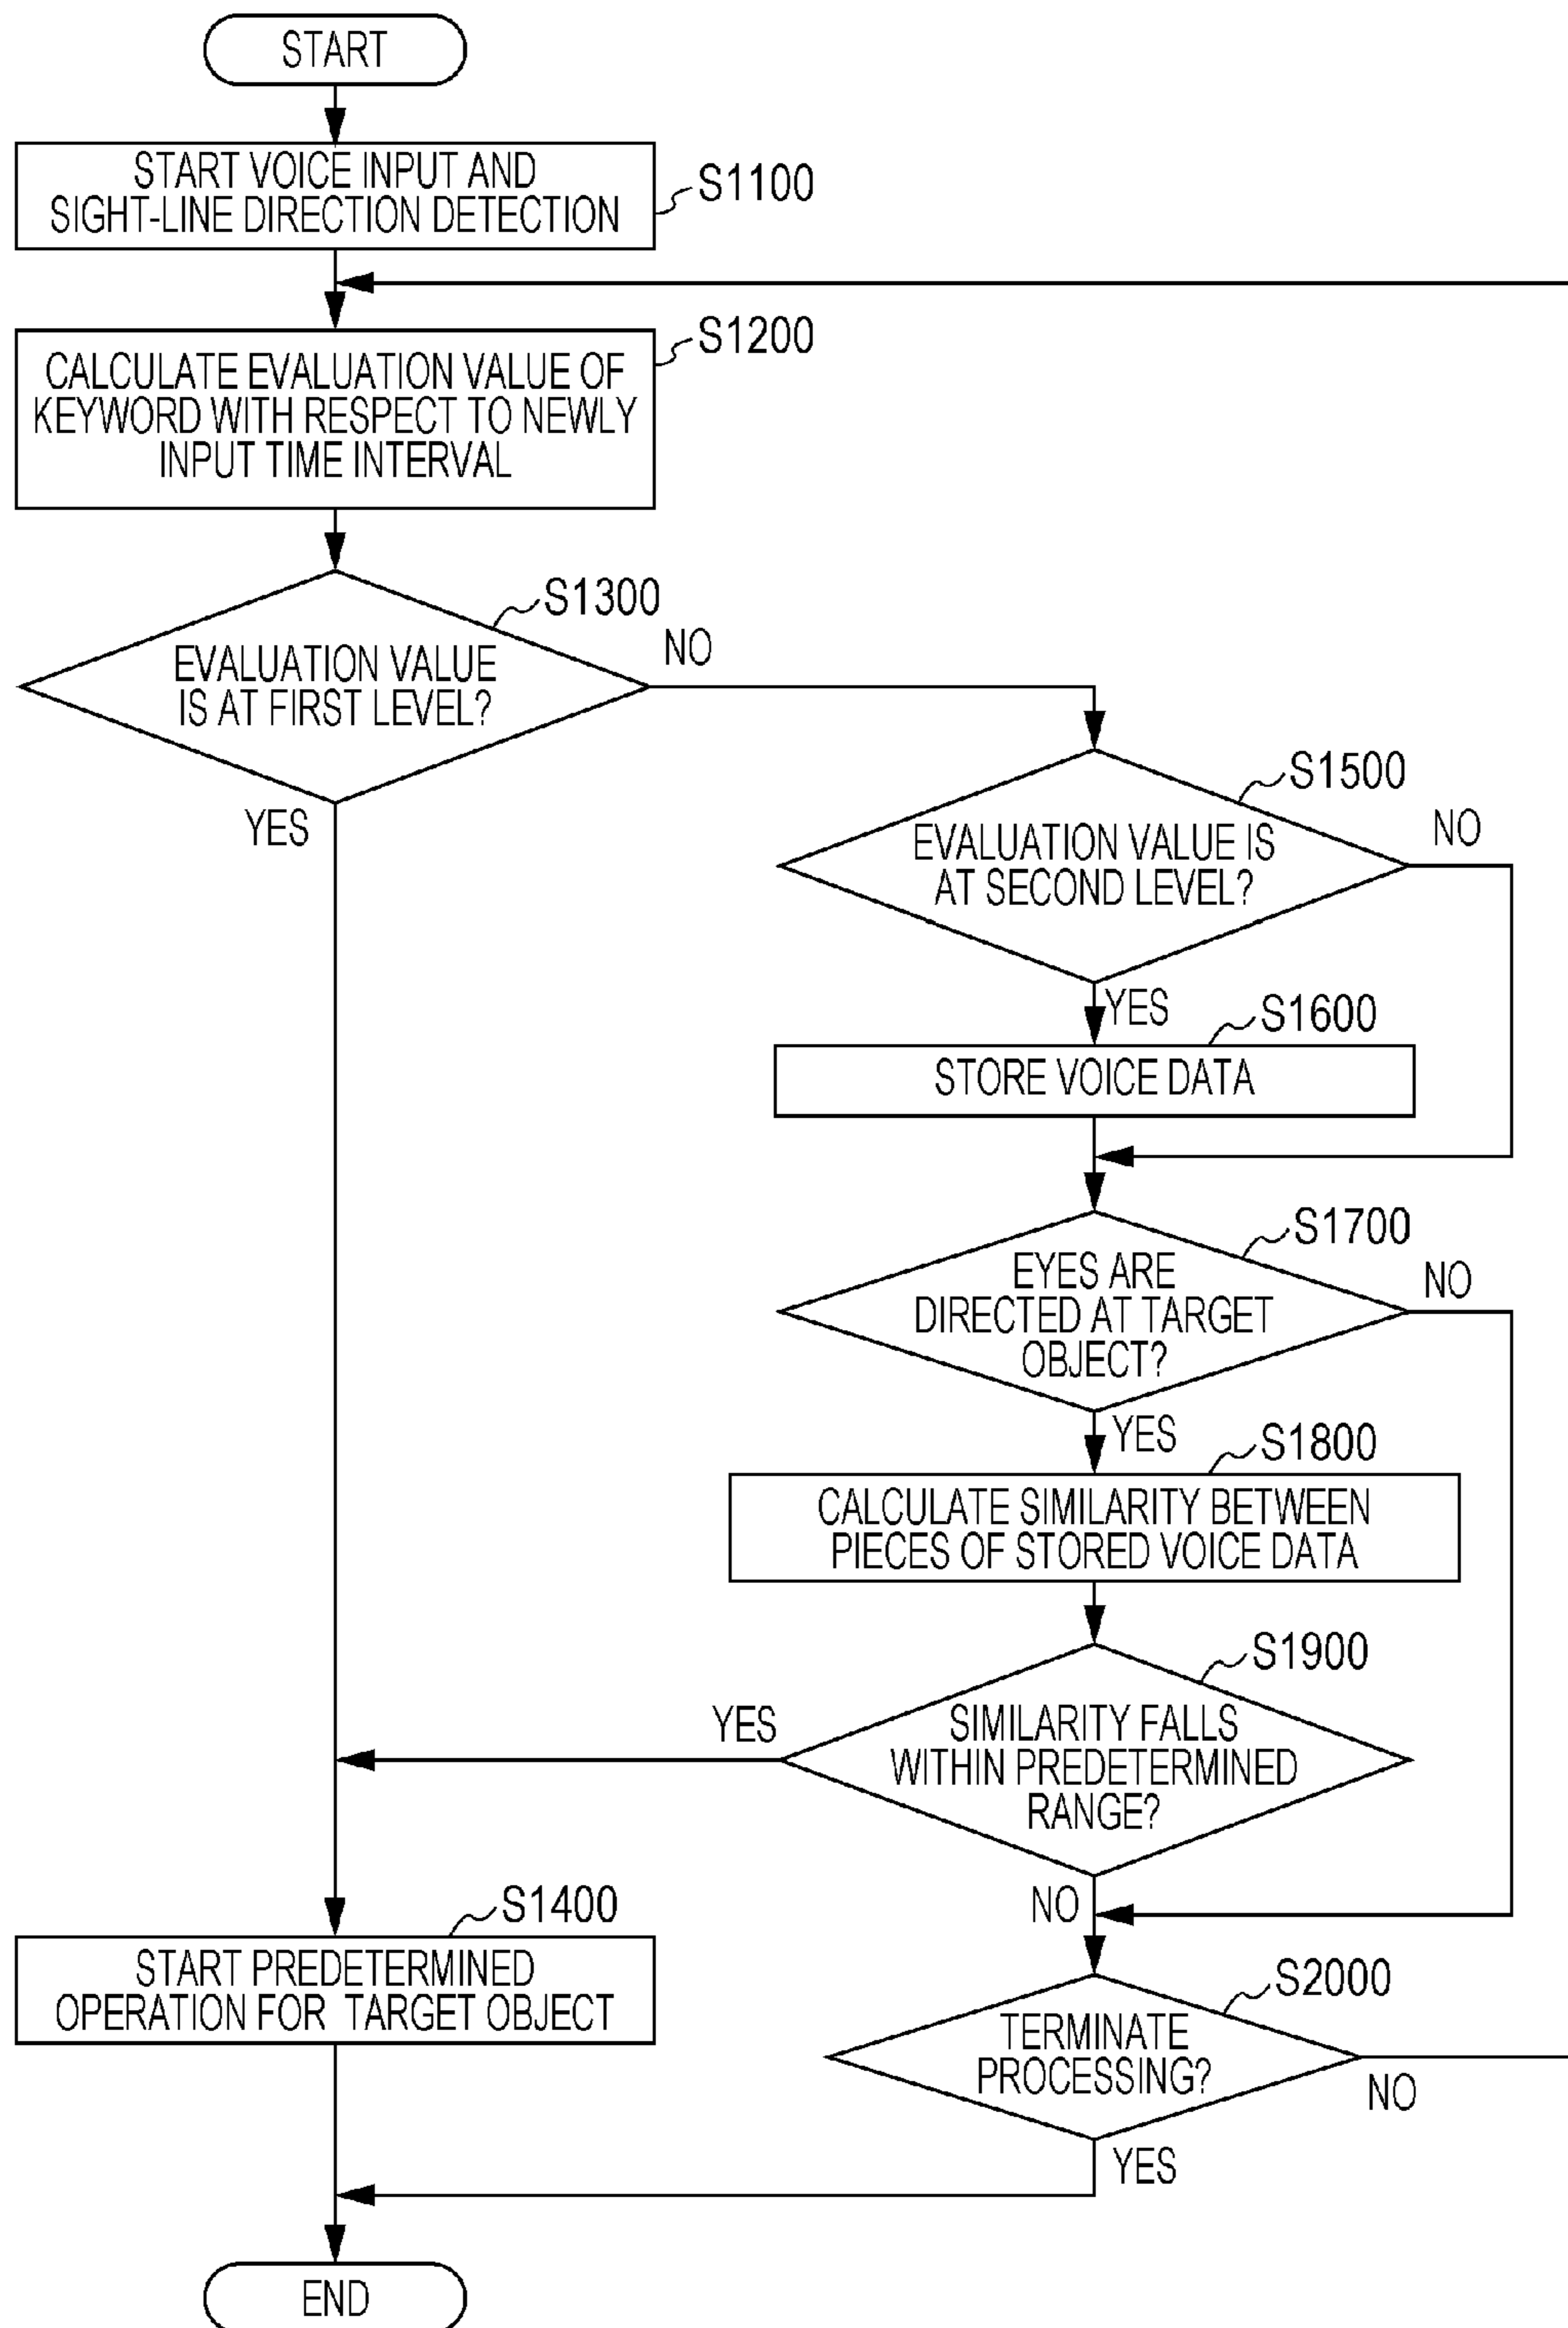 START
START VOICE INPUT AND
SIGHT-LINE DIRECTION DETECTION
S1100
S1200
CALCULATE EVALUATION VALUE OF
KEYWORD WITH RESPECT TO NEWLY
INPUT TIME INTERVAL
S1300
NO
EVALUATION VALUE
IS AT FIRST LEVEL?
YES
S1500
NO
EVALUATION VALUE IS
AT SECOND LEVEL?
YES
S1600
STORE VOICE DATA
S1700
NO
EYES ARE
DIRECTED AT TARGET
OBJECT?
YES
S1800
CALCULATE SIMILARITY BETWEEN
PIECES OF STORED VOICE DATA
S1900
YES
SIMILARITY FALLS
WITHIN PREDETERMINED
RANGE?
NO
S1400
START PREDETERMINED
OPERATION FOR TARGET OBJECT
S2000
TERMINATE
PROCESSING?
NO
YES
END